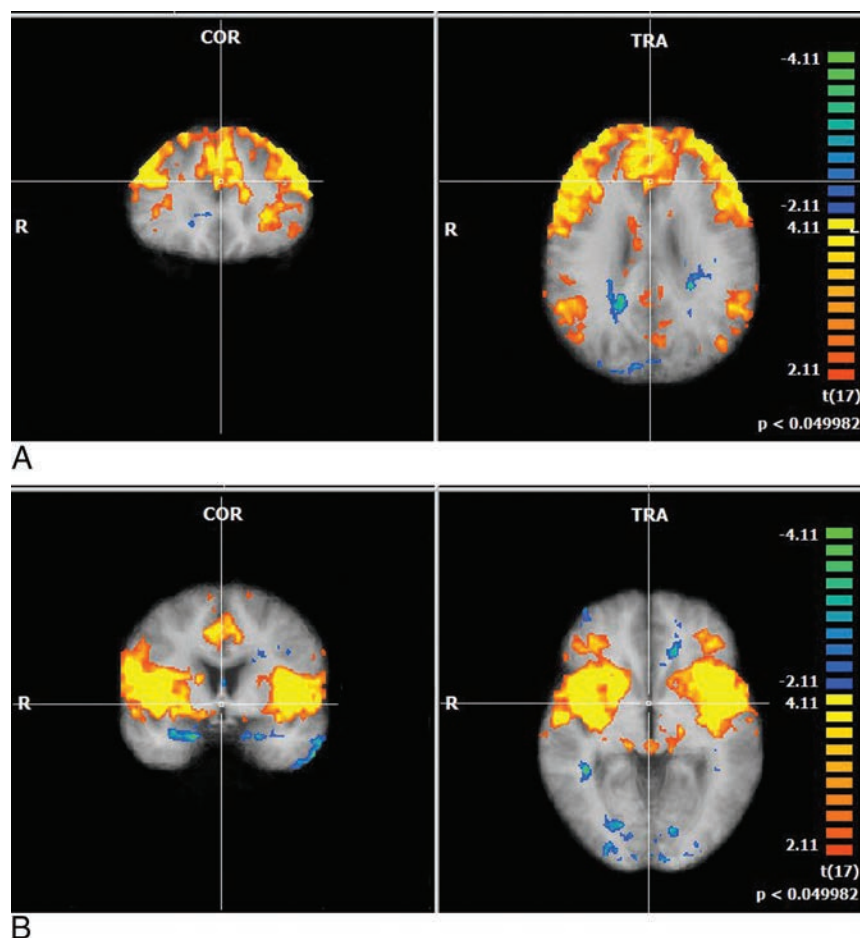 COR
TRA
-4.11
-2.11
4.11
R
R
L
2.11
t(17)
p < 0.049982
A
COR
TRA
-4.11
-2.11
4.11
R
R
2.11
t(17)
p < 0.049982
B